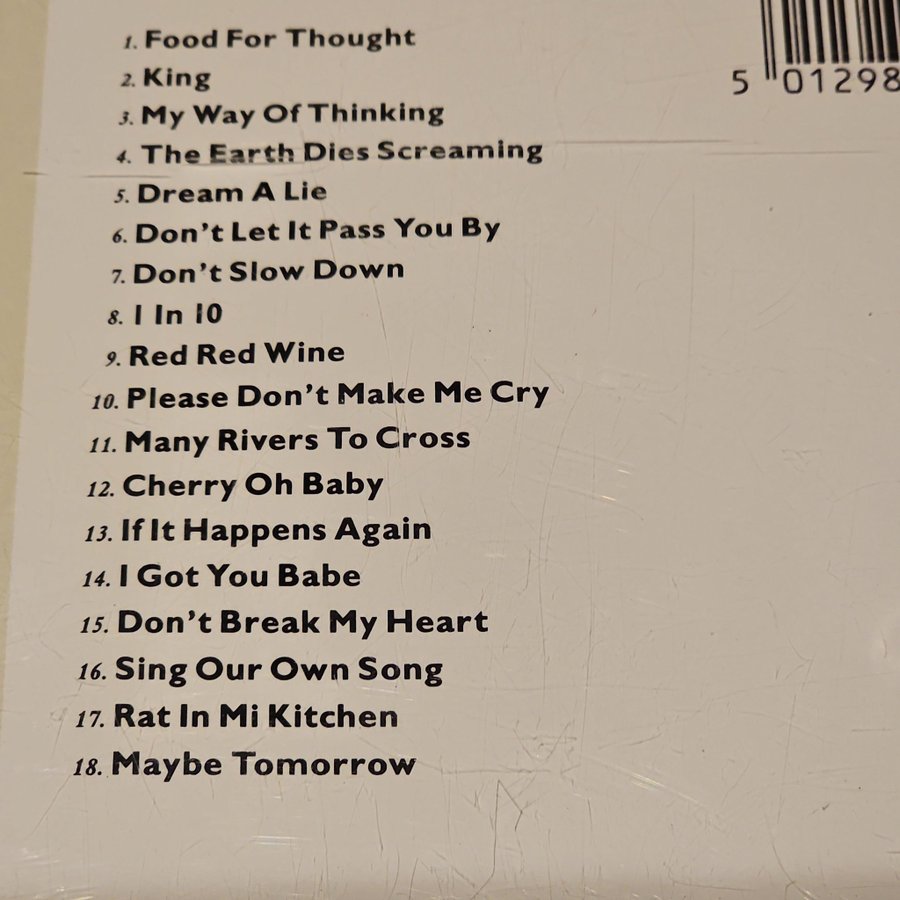 1. Food For Thought
5 01298
2. King
3. My Way Of Thinking
4. The Earth Dies Screaming
5. Dream A Lie
6. Don't Let It Pass You By
7. Don't Slow Down
8. 1 In 10
9. Red Red Wine
10. Please Don't Make Me Cry
11. Many Rivers To Cross
12. Cherry Oh Baby
13. If It Happens Again
14. I Got You Babe
15. Don't Break My Heart
16. Sing Our Own Song
17. Rat In Mi Kitchen
18. Maybe Tomorrow